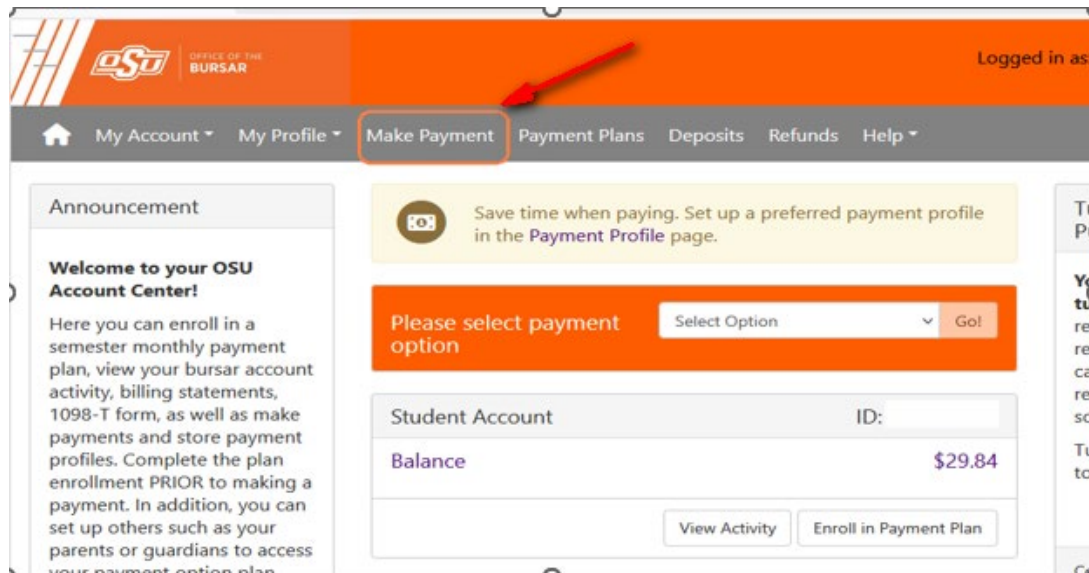 OSU
OFFICE OF THE
BURSAR
Logged in as
My Account
My Profile
Make Payment
Payment Plans
Deposits
Refunds
Help
Announcement
Welcome to your OSU
Account Center!
Here you can enroll in a
semester monthly payment
plan, view your bursar account
activity, billing statements,
1098-T form, as well as make
payments and store payment
profiles. Complete the plan
enrollment PRIOR to making a
payment. In addition, you can
set up others such as your
parents or guardians to access
your payment option plan
Save time when paying. Set up a preferred payment profile
in the Payment Profile page.
Please select payment
option
Select Option
Go!
Student Account
ID:
Balance
$29.84
View Activity
Enroll in Payment Plan